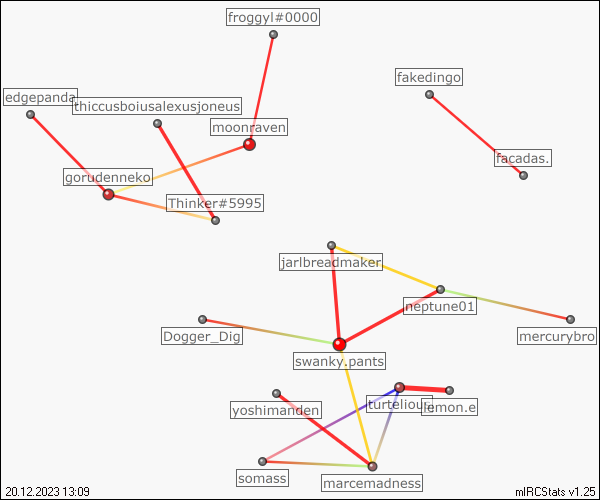 froggyl#0000
fakedingo
edgepanda
thiccusboiusalexusjoneus
moonraven
facadas.
gorudenneko
Thinker#5995
jarlbreadmaker
neptune01
Dogger_Dig
mercurybro
swanky.pants
yoshimanden
lemon.e
somass
marcemadness
20.12.2023 13:09
mIRCStats v1.25